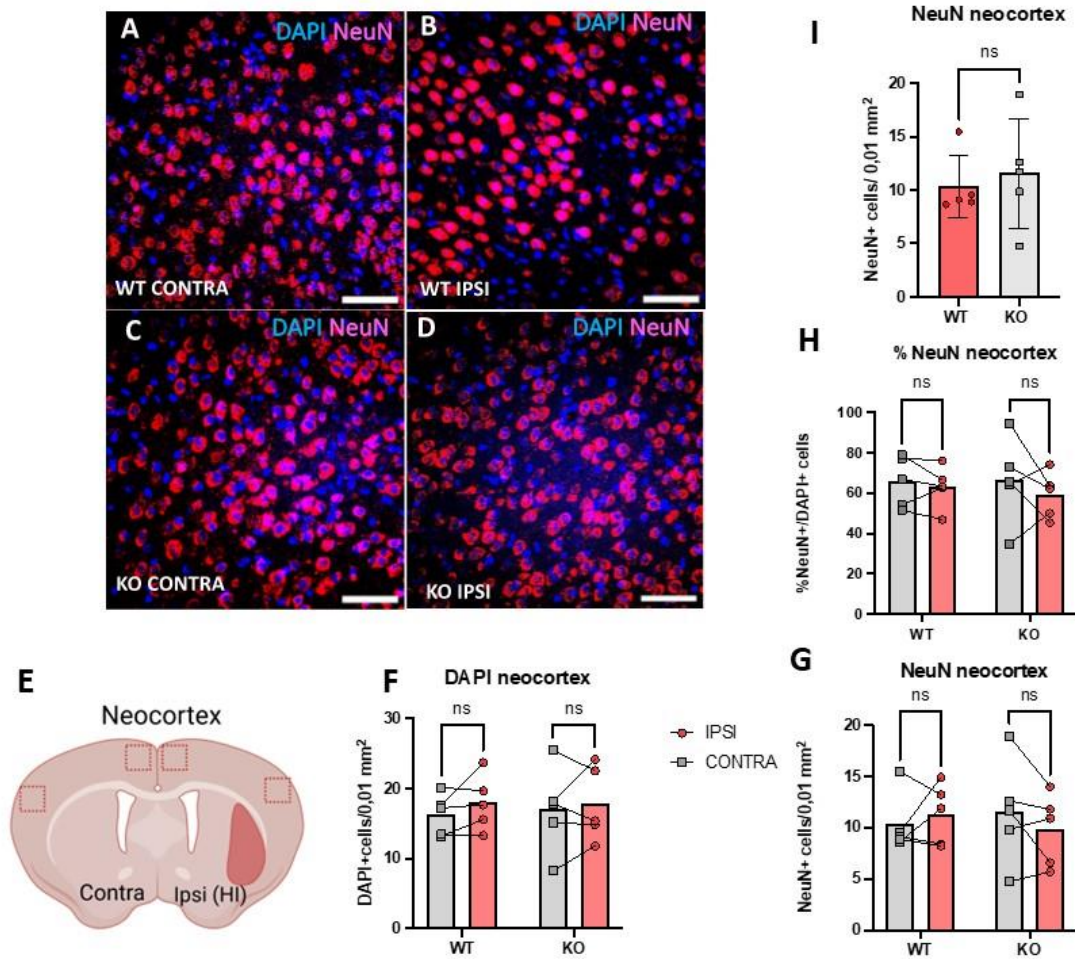 A
DAPI NeuN
WT CONTRA
B
DAPI NeuN
WT IPSI
C
DAPI NeuN
KO CONTRA
D
DAPI NeuN
KO IPSI
E
Neocortex
Contra
Ipsi (HI)
F
DAPI neocortex
ns
ns
30
20
10
0
DAPI+cells/0,01 mm²
WT
KO
IPSI
CONTRA
I
NeuN neocortex
ns
20
15
10
5
0
NeuN+ cells/ 0,01 mm²
WT
KO
H
% NeuN neocortex
ns
ns
100
80
60
40
20
0
%NeuN+/DAPI+ cells
WT
KO
G
NeuN neocortex
ns
ns
20
15
10
5
0
NeuN+ cells/0,01 mm²
WT
KO